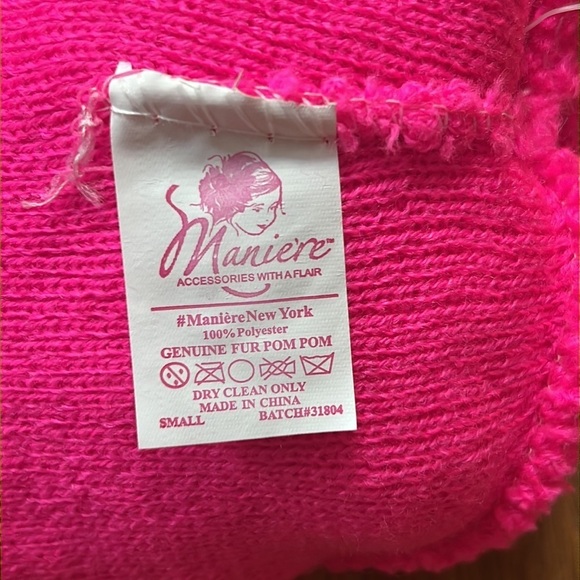 Manière™
ACCESSORIES WITH A FLAIR
#ManièreNew York
100% Polyester
GENUINE FUR POM POM
DRY CLEAN ONLY
MADE IN CHINA
SMALL BATCH#31804